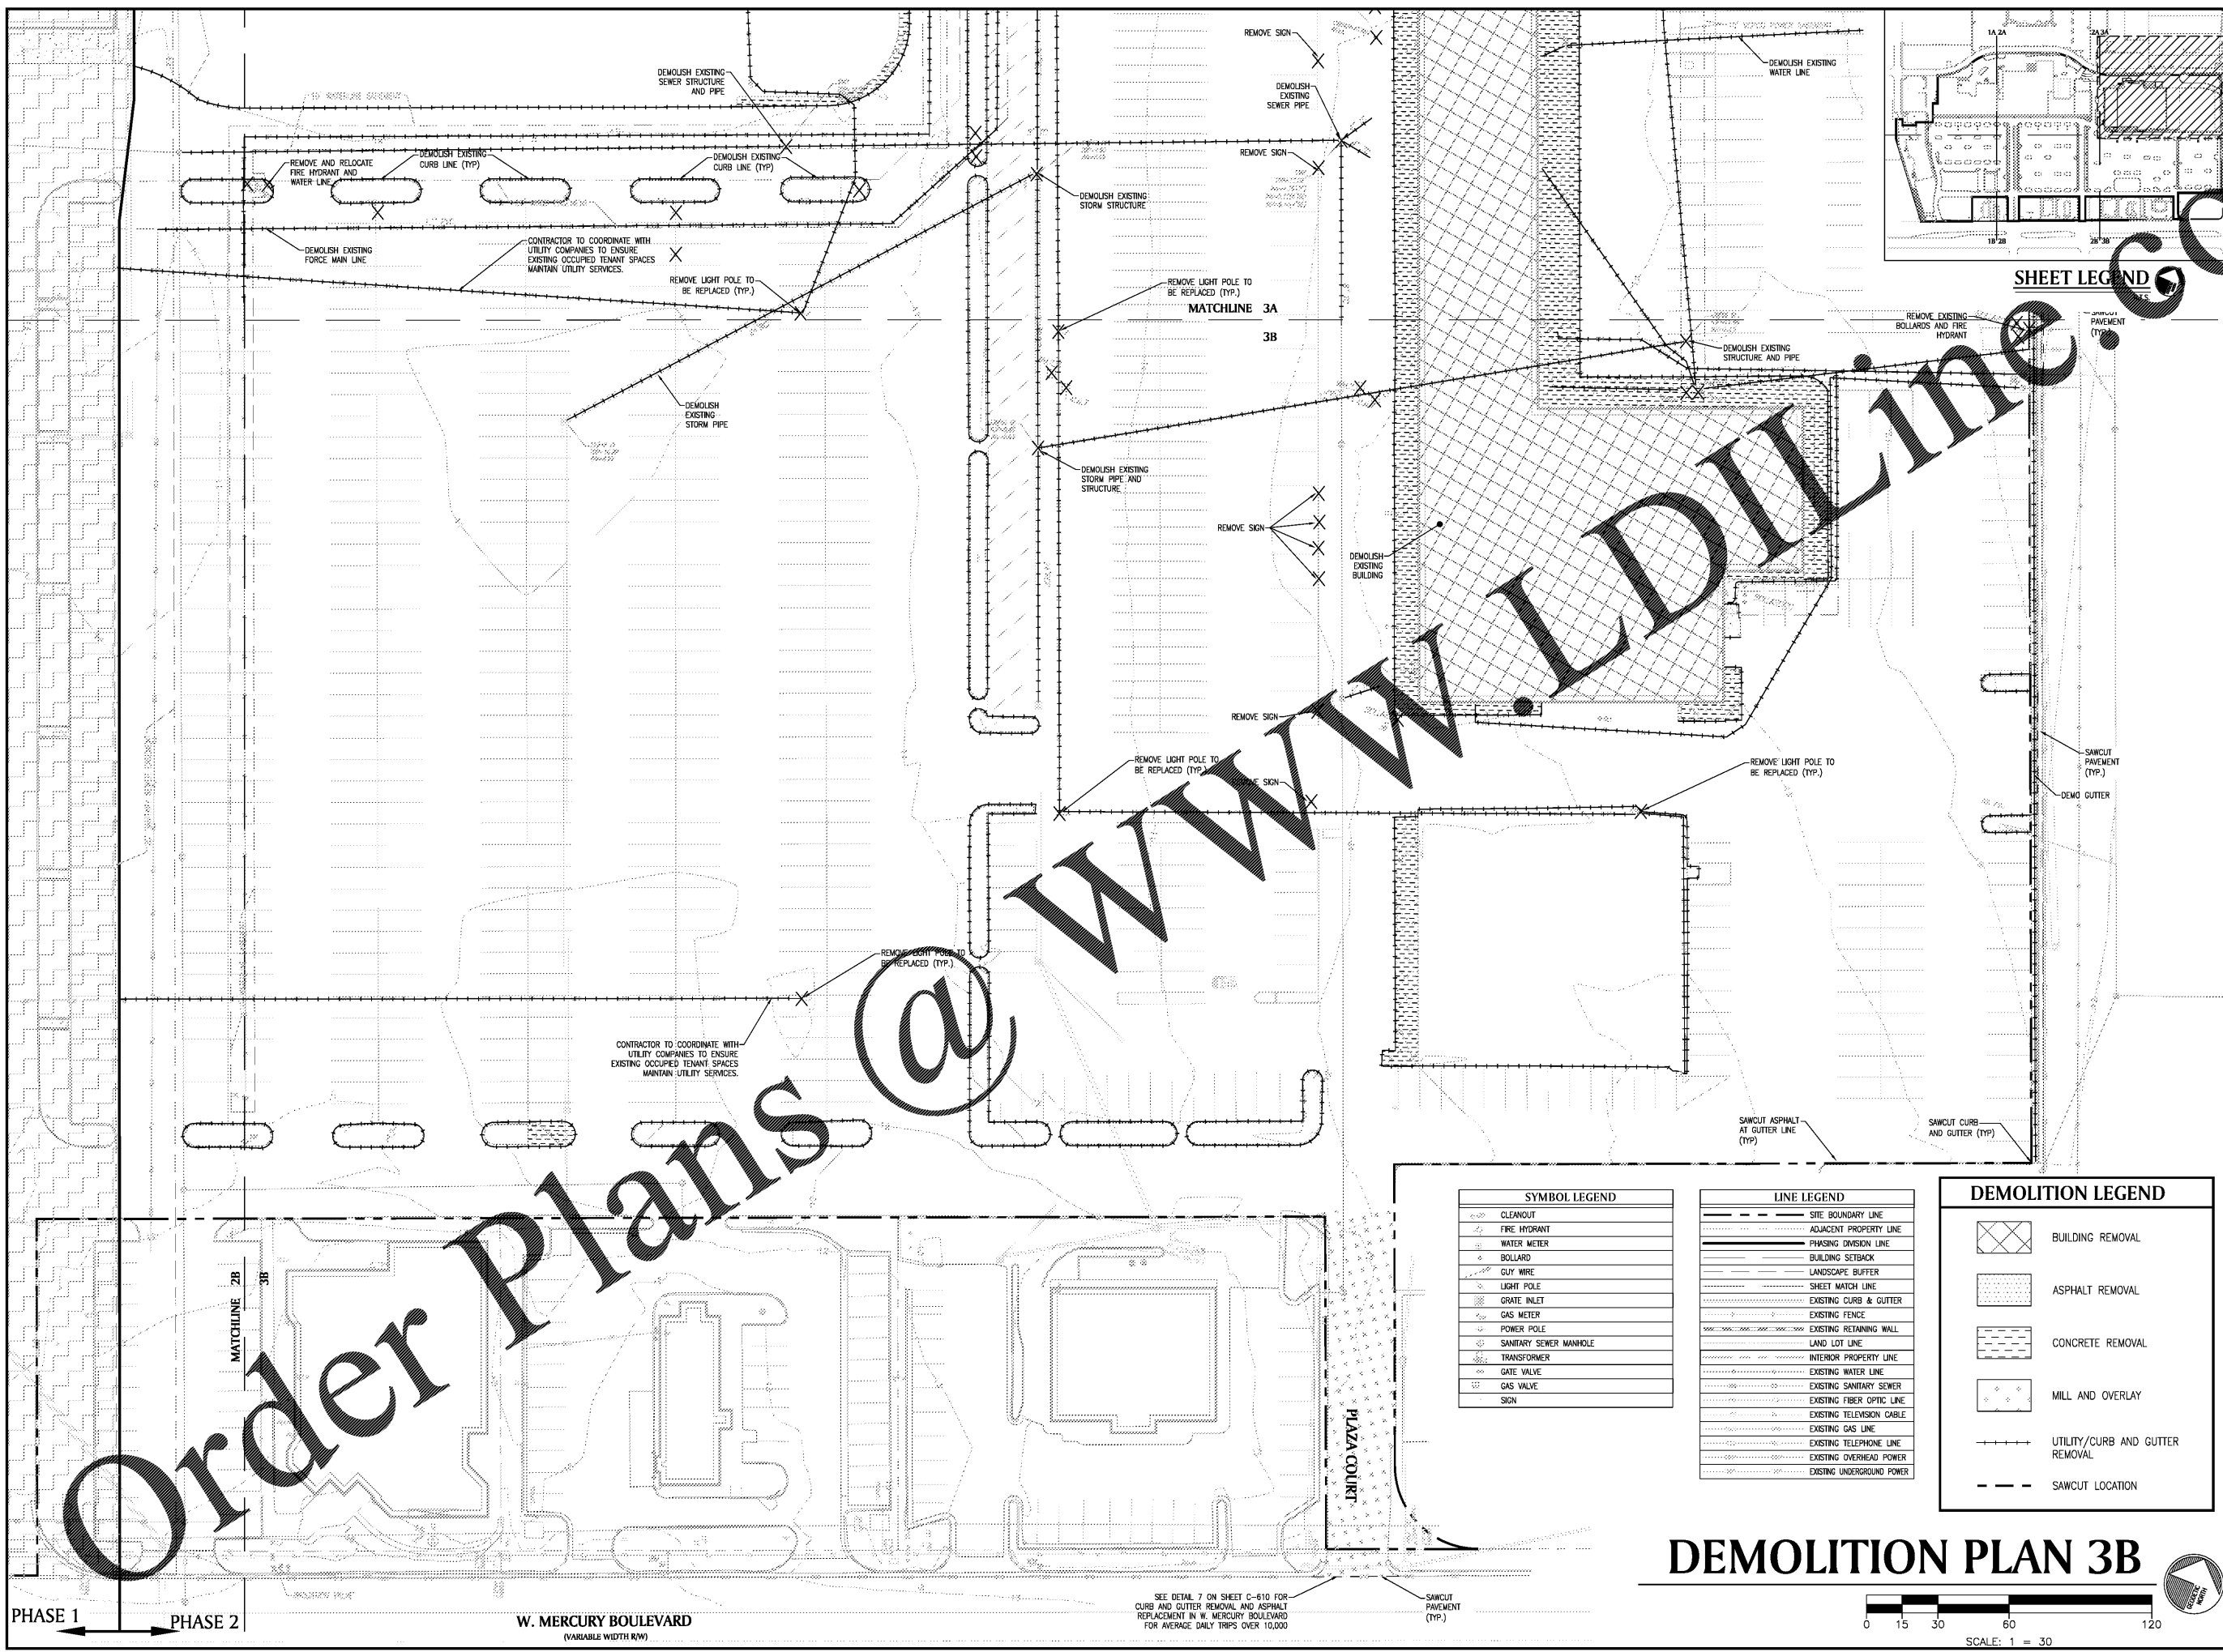 REMOVE SIGN
DEMOLISH EXISTING
SEWER STRUCTURE
AND PIPE
DEMOLISH
EXISTING
SEWER PIPE
DEMOLISH EXISTING
WATER LINE
1A 2A
2A 3A
1B 2B
2B 3B
SHEET LEGEND
REMOVE AND RELOCATE
FIRE HYDRANT AND
WATER LINE
DEMOLISH EXISTING
CURB LINE (TYP)
DEMOLISH EXISTING
CURB LINE (TYP)
REMOVE SIGN
DEMOLISH EXISTING
STORM STRUCTURE
DEMOLISH EXISTING
FORCE MAIN LINE
CONTRACTOR TO COORDINATE WITH
UTILITY COMPANIES TO ENSURE
EXISTING OCCUPIED TENANT SPACES
MAINTAIN UTILITY SERVICES.
REMOVE LIGHT POLE TO
BE REPLACED (TYP.)
REMOVE LIGHT POLE TO
BE REPLACED (TYP.)
MATCHLINE 3A
3B
REMOVE EXISTING
BOLLARDS AND FIRE
HYDRANT
SAWCUT
PAVEMENT
(TYP.)
DEMOLISH EXISTING
STRUCTURE AND PIPE
DEMOLISH
EXISTING
STORM PIPE
DEMOLISH EXISTING
STORM PIPE AND
STRUCTURE
REMOVE SIGN
DEMOLISH
EXISTING
BUILDING
REMOVE SIGN
REMOVE LIGHT POLE TO
BE REPLACED (TYP.)
REMOVE SIGN
REMOVE LIGHT POLE TO
BE REPLACED (TYP.)
SAWCUT
PAVEMENT
(TYP.)
DEMO GUTTER
REMOVE LIGHT POLE TO
BE REPLACED (TYP.)
CONTRACTOR TO COORDINATE WITH
UTILITY COMPANIES TO ENSURE
EXISTING OCCUPIED TENANT SPACES
MAINTAIN UTILITY SERVICES.
SAWCUT ASPHALT
AT GUTTER LINE
(TYP)
SAWCUT CURB
AND GUTTER (TYP)
SYMBOL LEGEND
CLEANOUT
FIRE HYDRANT
WATER METER
BOLLARD
GUY WIRE
LIGHT POLE
GRATE INLET
GAS METER
POWER POLE
SANITARY SEWER MANHOLE
TRANSFORMER
GATE VALVE
GAS VALVE
SIGN
LINE LEGEND
SITE BOUNDARY LINE
ADJACENT PROPERTY LINE
PHASING DIVISION LINE
BUILDING SETBACK
LANDSCAPE BUFFER
SHEET MATCH LINE
EXISTING CURB & GUTTER
EXISTING FENCE
EXISTING RETAINING WALL
LAND LOT LINE
INTERIOR PROPERTY LINE
EXISTING WATER LINE
EXISTING SANITARY SEWER
EXISTING FIBER OPTIC LINE
EXISTING TELEVISION CABLE
EXISTING GAS LINE
EXISTING TELEPHONE LINE
EXISTING OVERHEAD POWER
EXISTING UNDERGROUND POWER
DEMOLITION LEGEND
BUILDING REMOVAL
ASPHALT REMOVAL
CONCRETE REMOVAL
MILL AND OVERLAY
UTILITY/CURB AND GUTTER
REMOVAL
SAWCUT LOCATION
MATCHLINE 2B
3B
PLAZA COURT
DEMOLITION PLAN 3B
GEODETIC
NORTH
0 15 30 60 120
SCALE: 1 = 30
SEE DETAIL 7 ON SHEET C-610 FOR
CURB AND GUTTER REMOVAL AND ASPHALT
REPLACEMENT IN W. MERCURY BOULEVARD
FOR AVERAGE DAILY TRIPS OVER 10,000
SAWCUT
PAVEMENT
(TYP.)
PHASE 1
PHASE 2
W. MERCURY BOULEVARD
(VARIABLE WIDTH R/W)
Order Plans @ www.LDILine.co